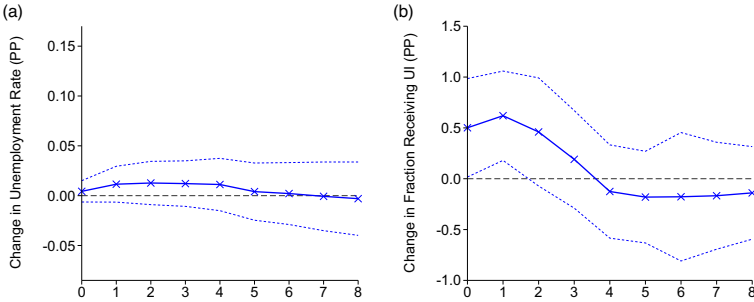 (a)
Change in Unemployment Rate (PP)
0.15
0.10
0.05
0.00
-0.05
0 1 2 3 4 5 6 7 8
(b)
Change in Fraction Receiving UI (PP)
1.5
1.0
0.5
0.0
-0.5
-1.0
0 1 2 3 4 5 6 7 8